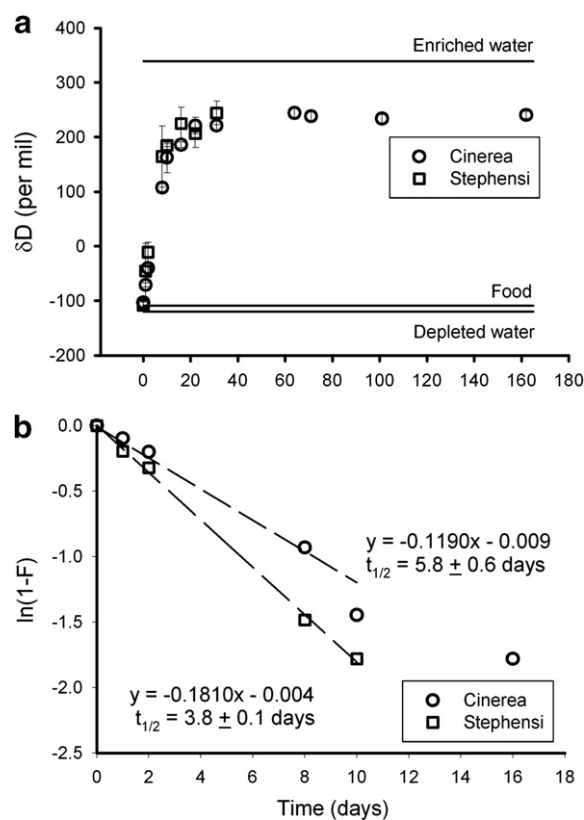 a
400
300
200
100
0
-100
-200
δD (per mil)
Enriched water
Cinerea
Stephensi
Food
Depleted water
0 20 40 60 80 100 120 140 160 180
b
0.0
-0.5
-1.0
-1.5
-2.0
-2.5
ln(1-F)
y = -0.1190x - 0.009
t1/2 = 5.8 ± 0.6 days
y = -0.1810x - 0.004
t1/2 = 3.8 ± 0.1 days
Cinerea
Stephensi
0 2 4 6 8 10 12 14 16 18
Time (days)